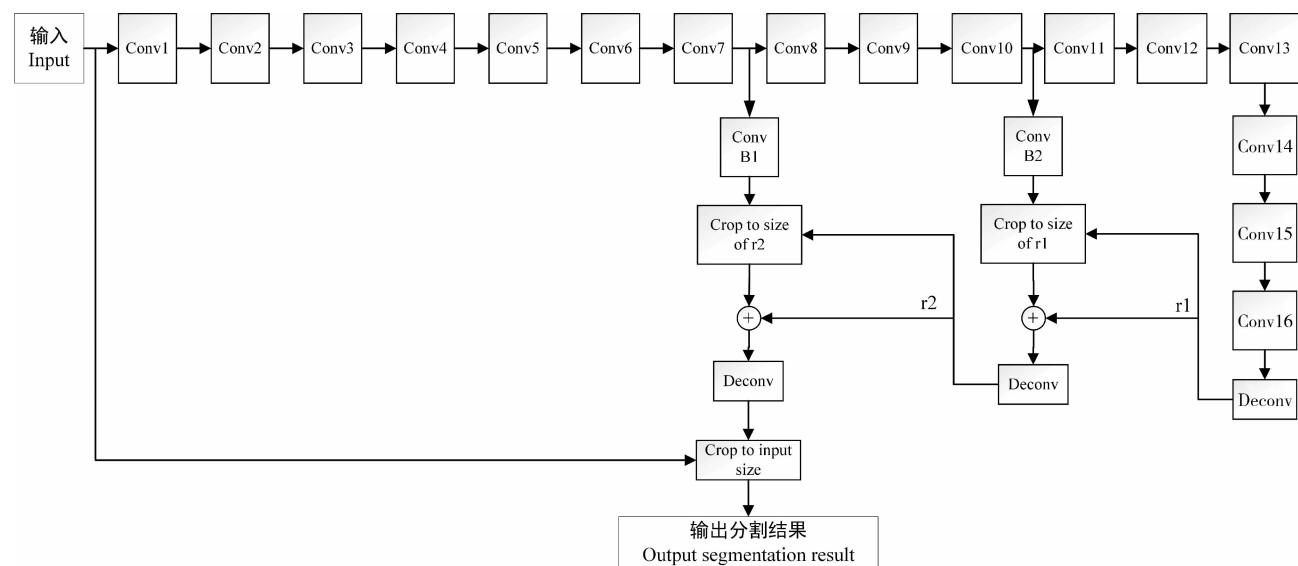 输入
Input
Conv1
Conv2
Conv3
Conv4
Conv5
Conv6
Conv7
Conv8
Conv9
Conv10
Conv11
Conv12
Conv13
Conv
B1
Conv
B2
Conv14
Crop to size
of r2
Crop to size
of r1
Conv15
r2
r1
Conv16
Deconv
Deconv
Deconv
Crop to input
size
输出分割结果
Output segmentation result